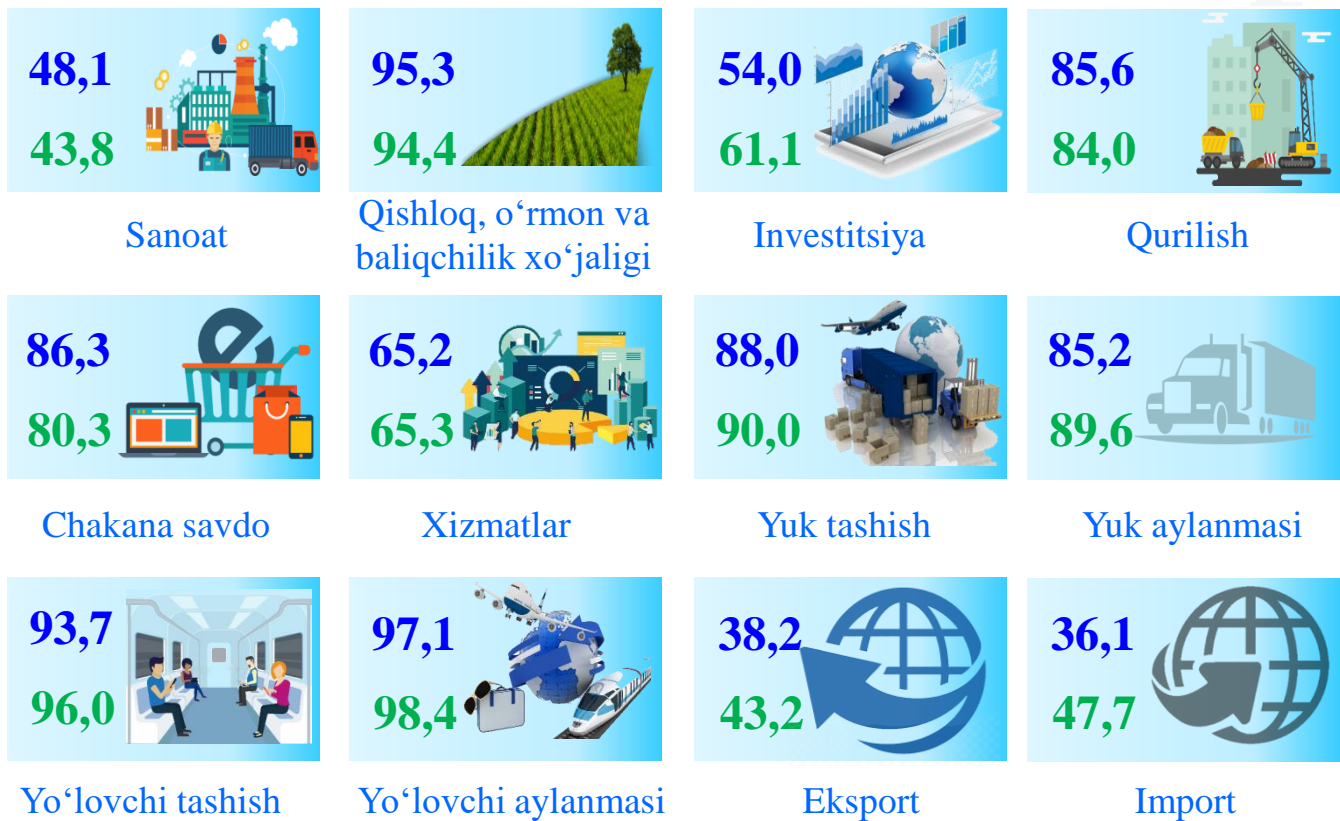 48,1
43,8
Sanoat
95,3
94,4
Qishloq, o‘rmon va
baliqchilik xo‘jaligi
54,0
61,1
Investitsiya
85,6
84,0
Qurilish
86,3
80,3
Chakana savdo
65,2
65,3
Xizmatlar
88,0
90,0
Yuk tashish
85,2
89,6
Yuk aylanmasi
93,7
96,0
Yo‘lovchi tashish
97,1
98,4
Yo‘lovchi aylanmasi
38,2
43,2
Eksport
36,1
47,7
Import